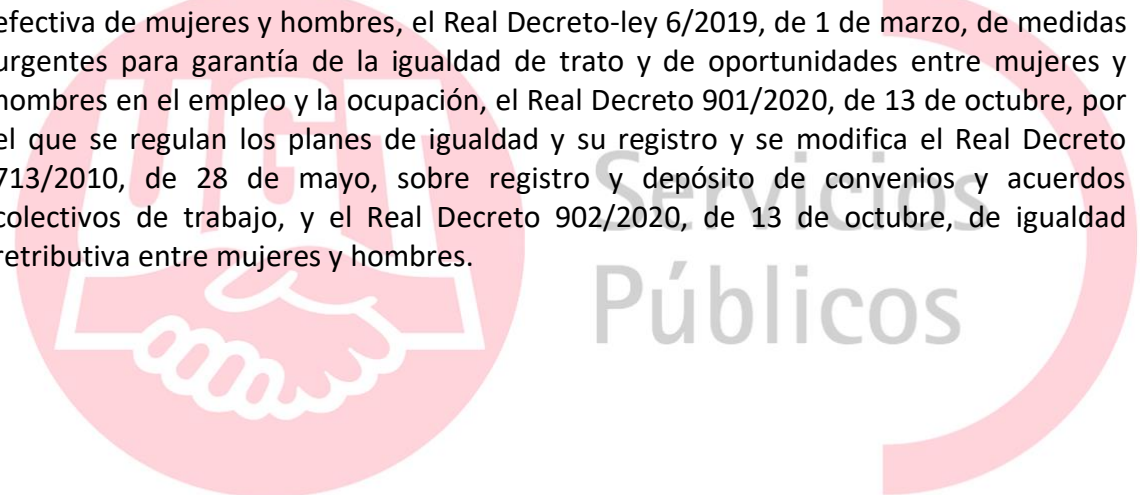 efectiva de mujeres y hombres, el Real Decreto-ley 6/2019, de 1 de marzo, de medidas
urgentes para garantía de la igualdad de trato y de oportunidades entre mujeres y
hombres en el empleo y la ocupación, el Real Decreto 901/2020, de 13 de octubre, por
el que se regulan los planes de igualdad y su registro y se modifica el Real Decreto
713/2010, de 28 de mayo, sobre registro y depósito de convenios y acuerdos
colectivos de trabajo, y el Real Decreto 902/2020, de 13 de octubre, de igualdad
retributiva entre mujeres y hombres.
UGT
Servicios
Públicos